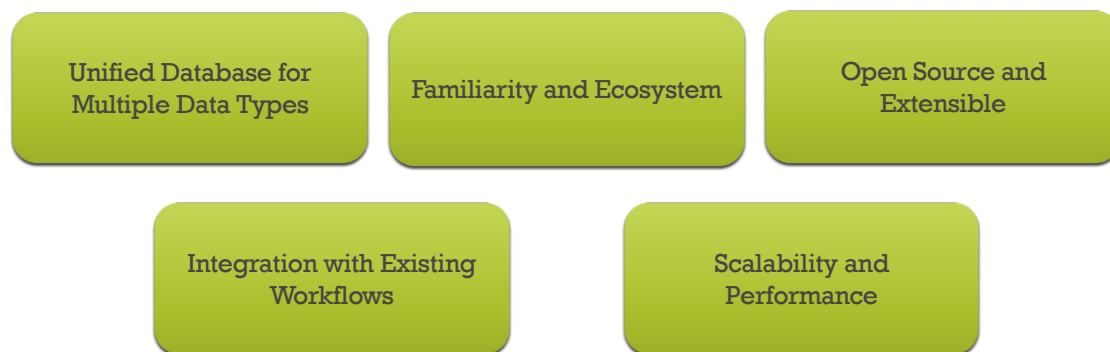 Unified Database for
Multiple Data Types
Familiarity and Ecosystem
Open Source and
Extensible
Integration with Existing
Workflows
Scalability and
Performance